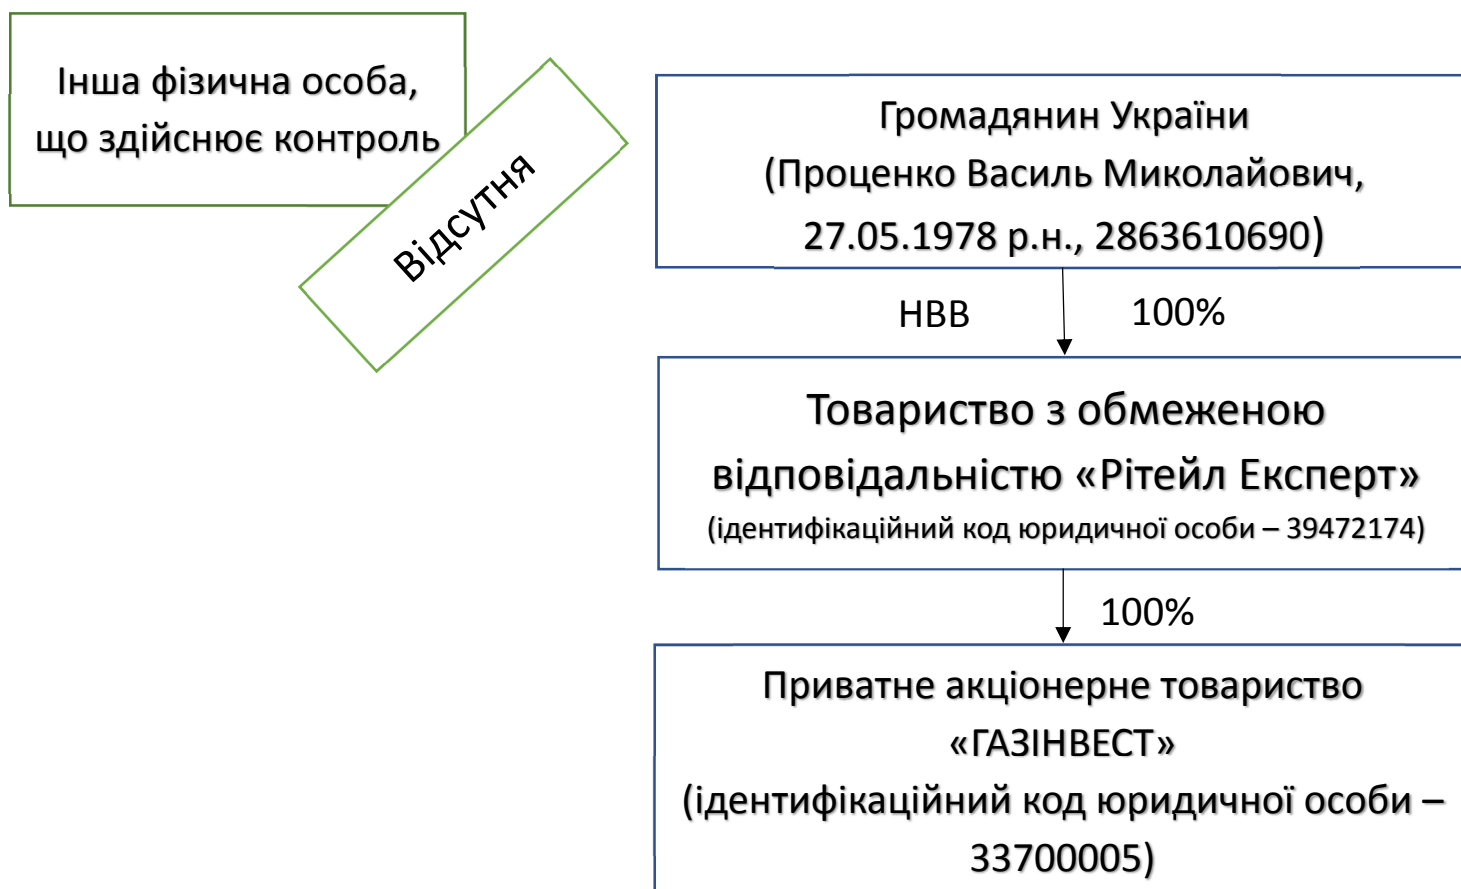 Інша фізична особа,
що здійснює контроль
Відсутня
Громадянин України
(Проценко Василь Миколайович,
27.05.1978 р.н., 2863610690)
НВВ 100%
Товариство з обмеженою
відповідальністю «Рітейл Експерт»
(ідентифікаційний код юридичної особи – 39472174)
100%
Приватне акціонерне товариство
«ГАЗІНВЕСТ»
(ідентифікаційний код юридичної особи –
33700005)